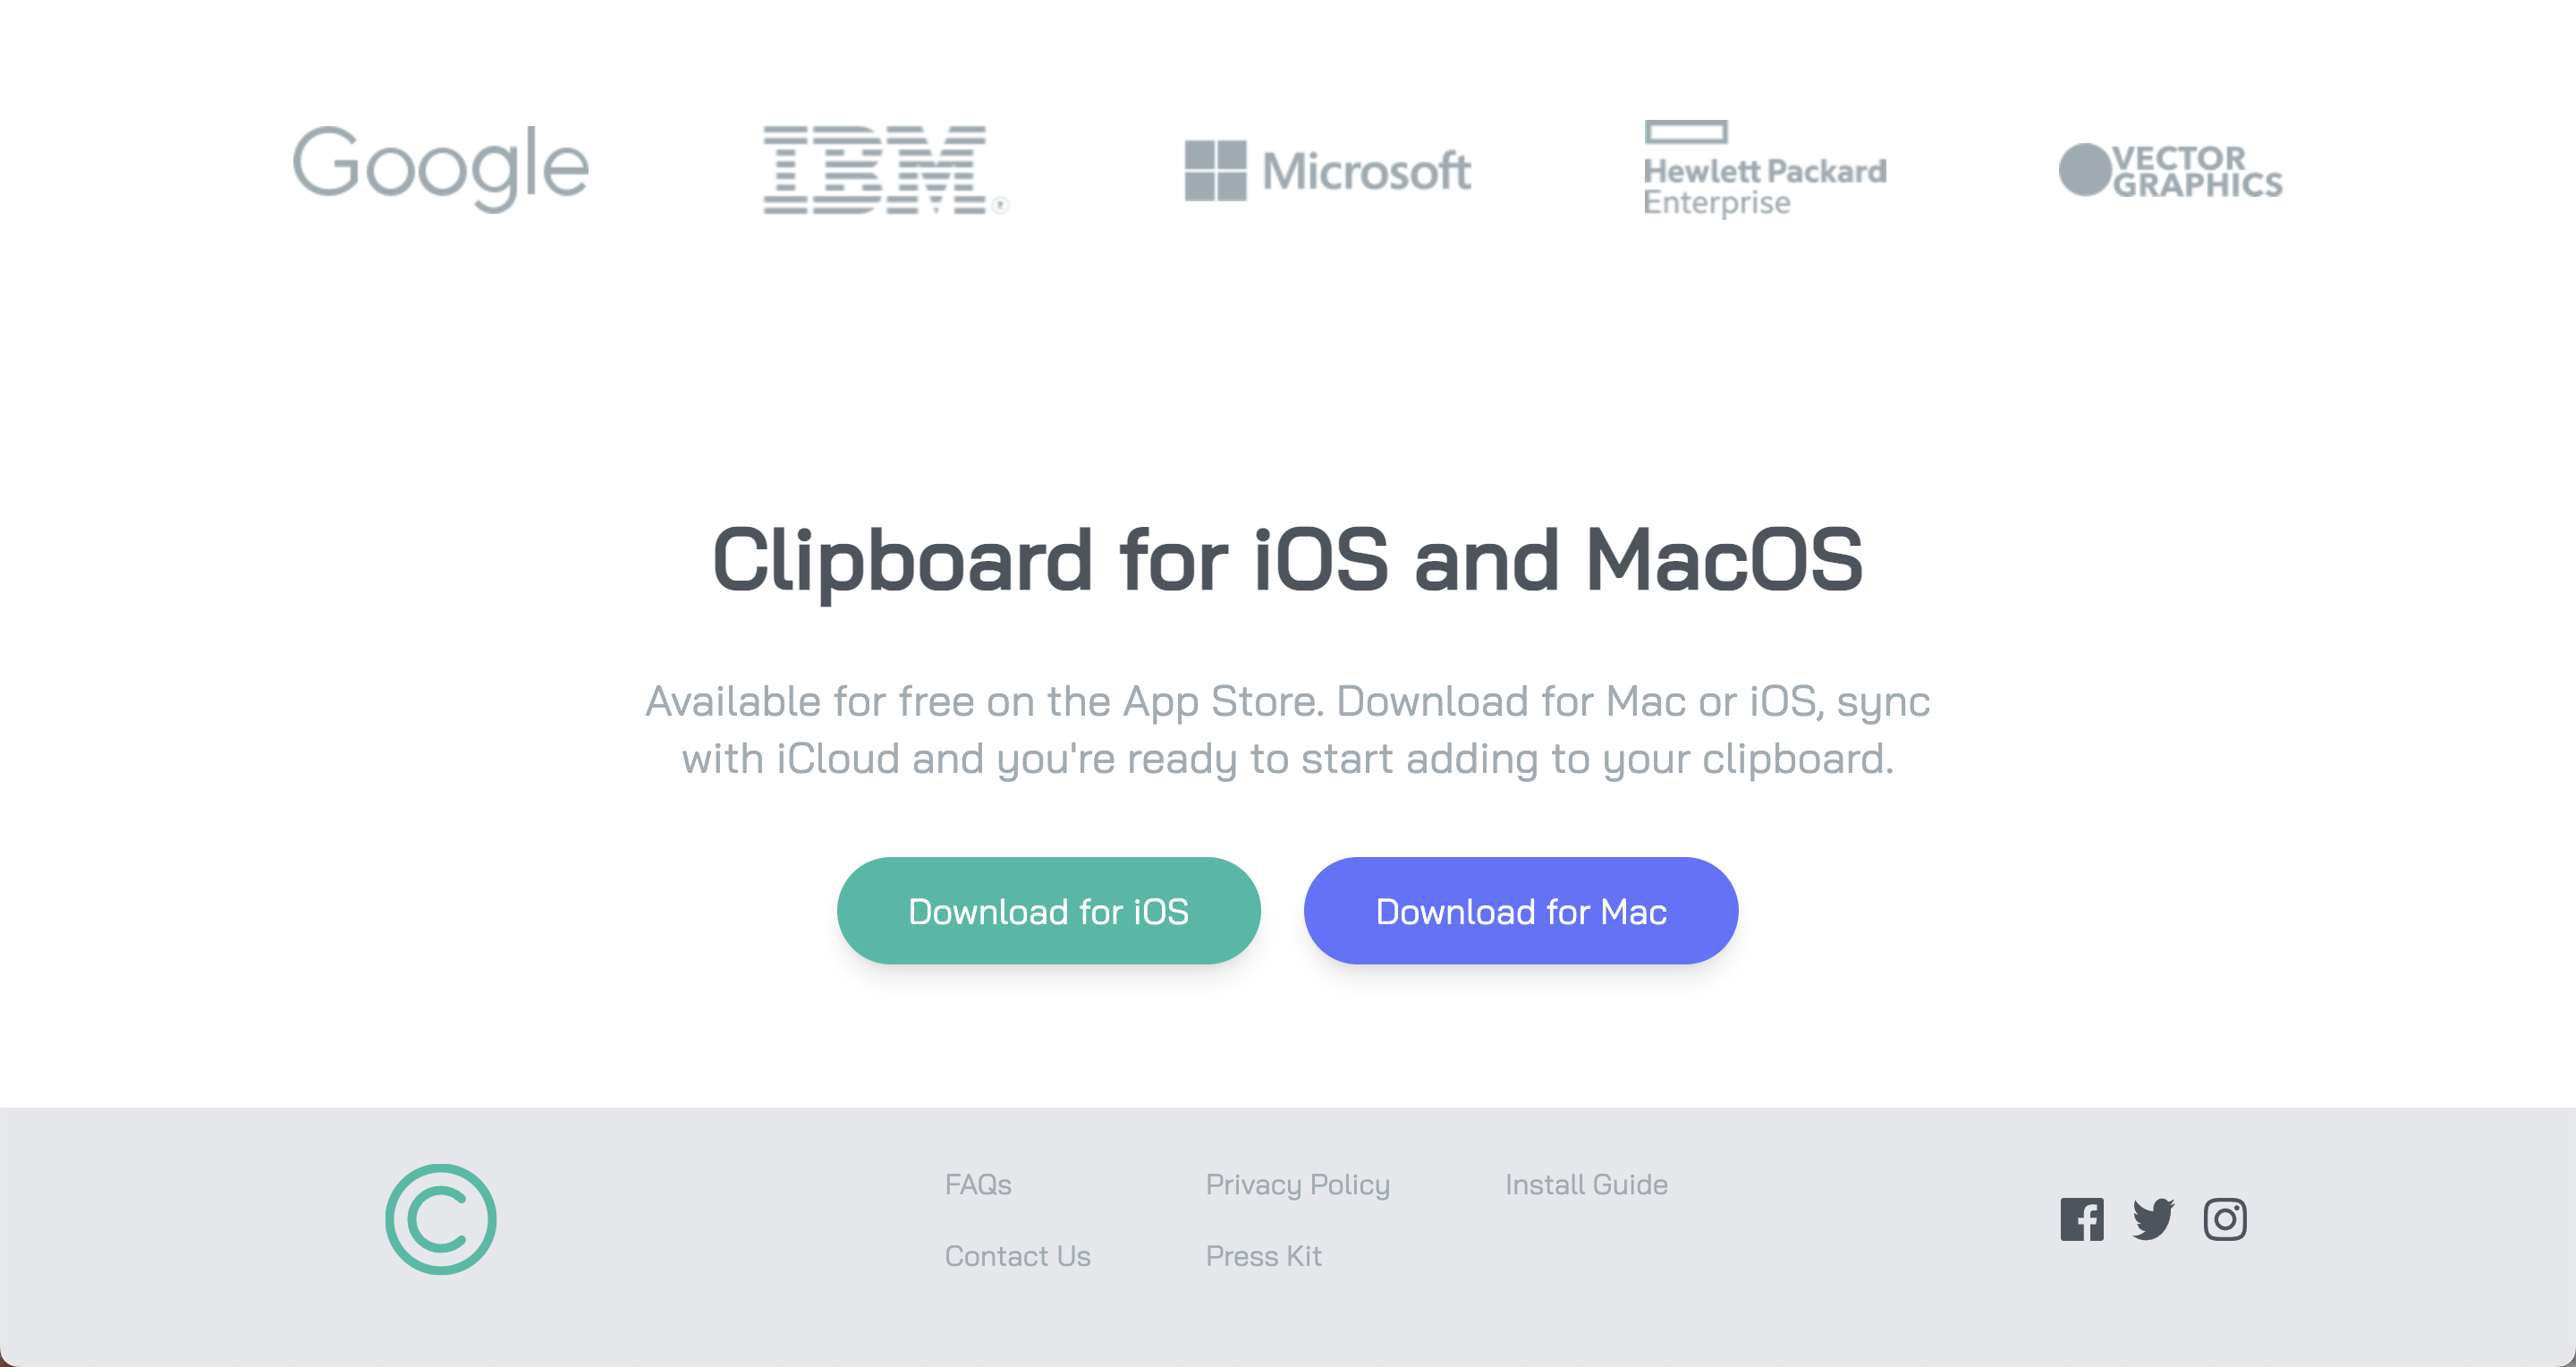 Google
IBM®
Microsoft
Hewlett Packard
Enterprise
VECTOR
GRAPHICS
Clipboard for iOS and MacOS
Available for free on the App Store. Download for Mac or iOS, sync
with iCloud and you're ready to start adding to your clipboard.
Download for iOS
Download for Mac
FAQs
Privacy Policy
Install Guide
Contact Us
Press Kit